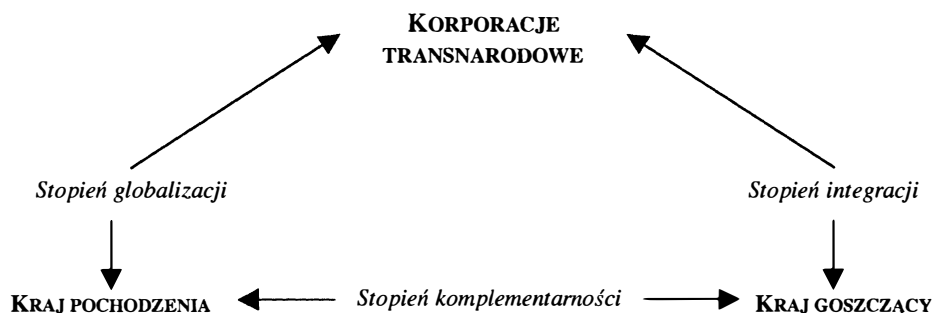 KORPORACJE
TRANSNARODOWE
Stopień globalizacji
Stopień integracji
KRAJ POCHODZENIA
Stopień komplementarności
KRAJ GOSZCZĄCY